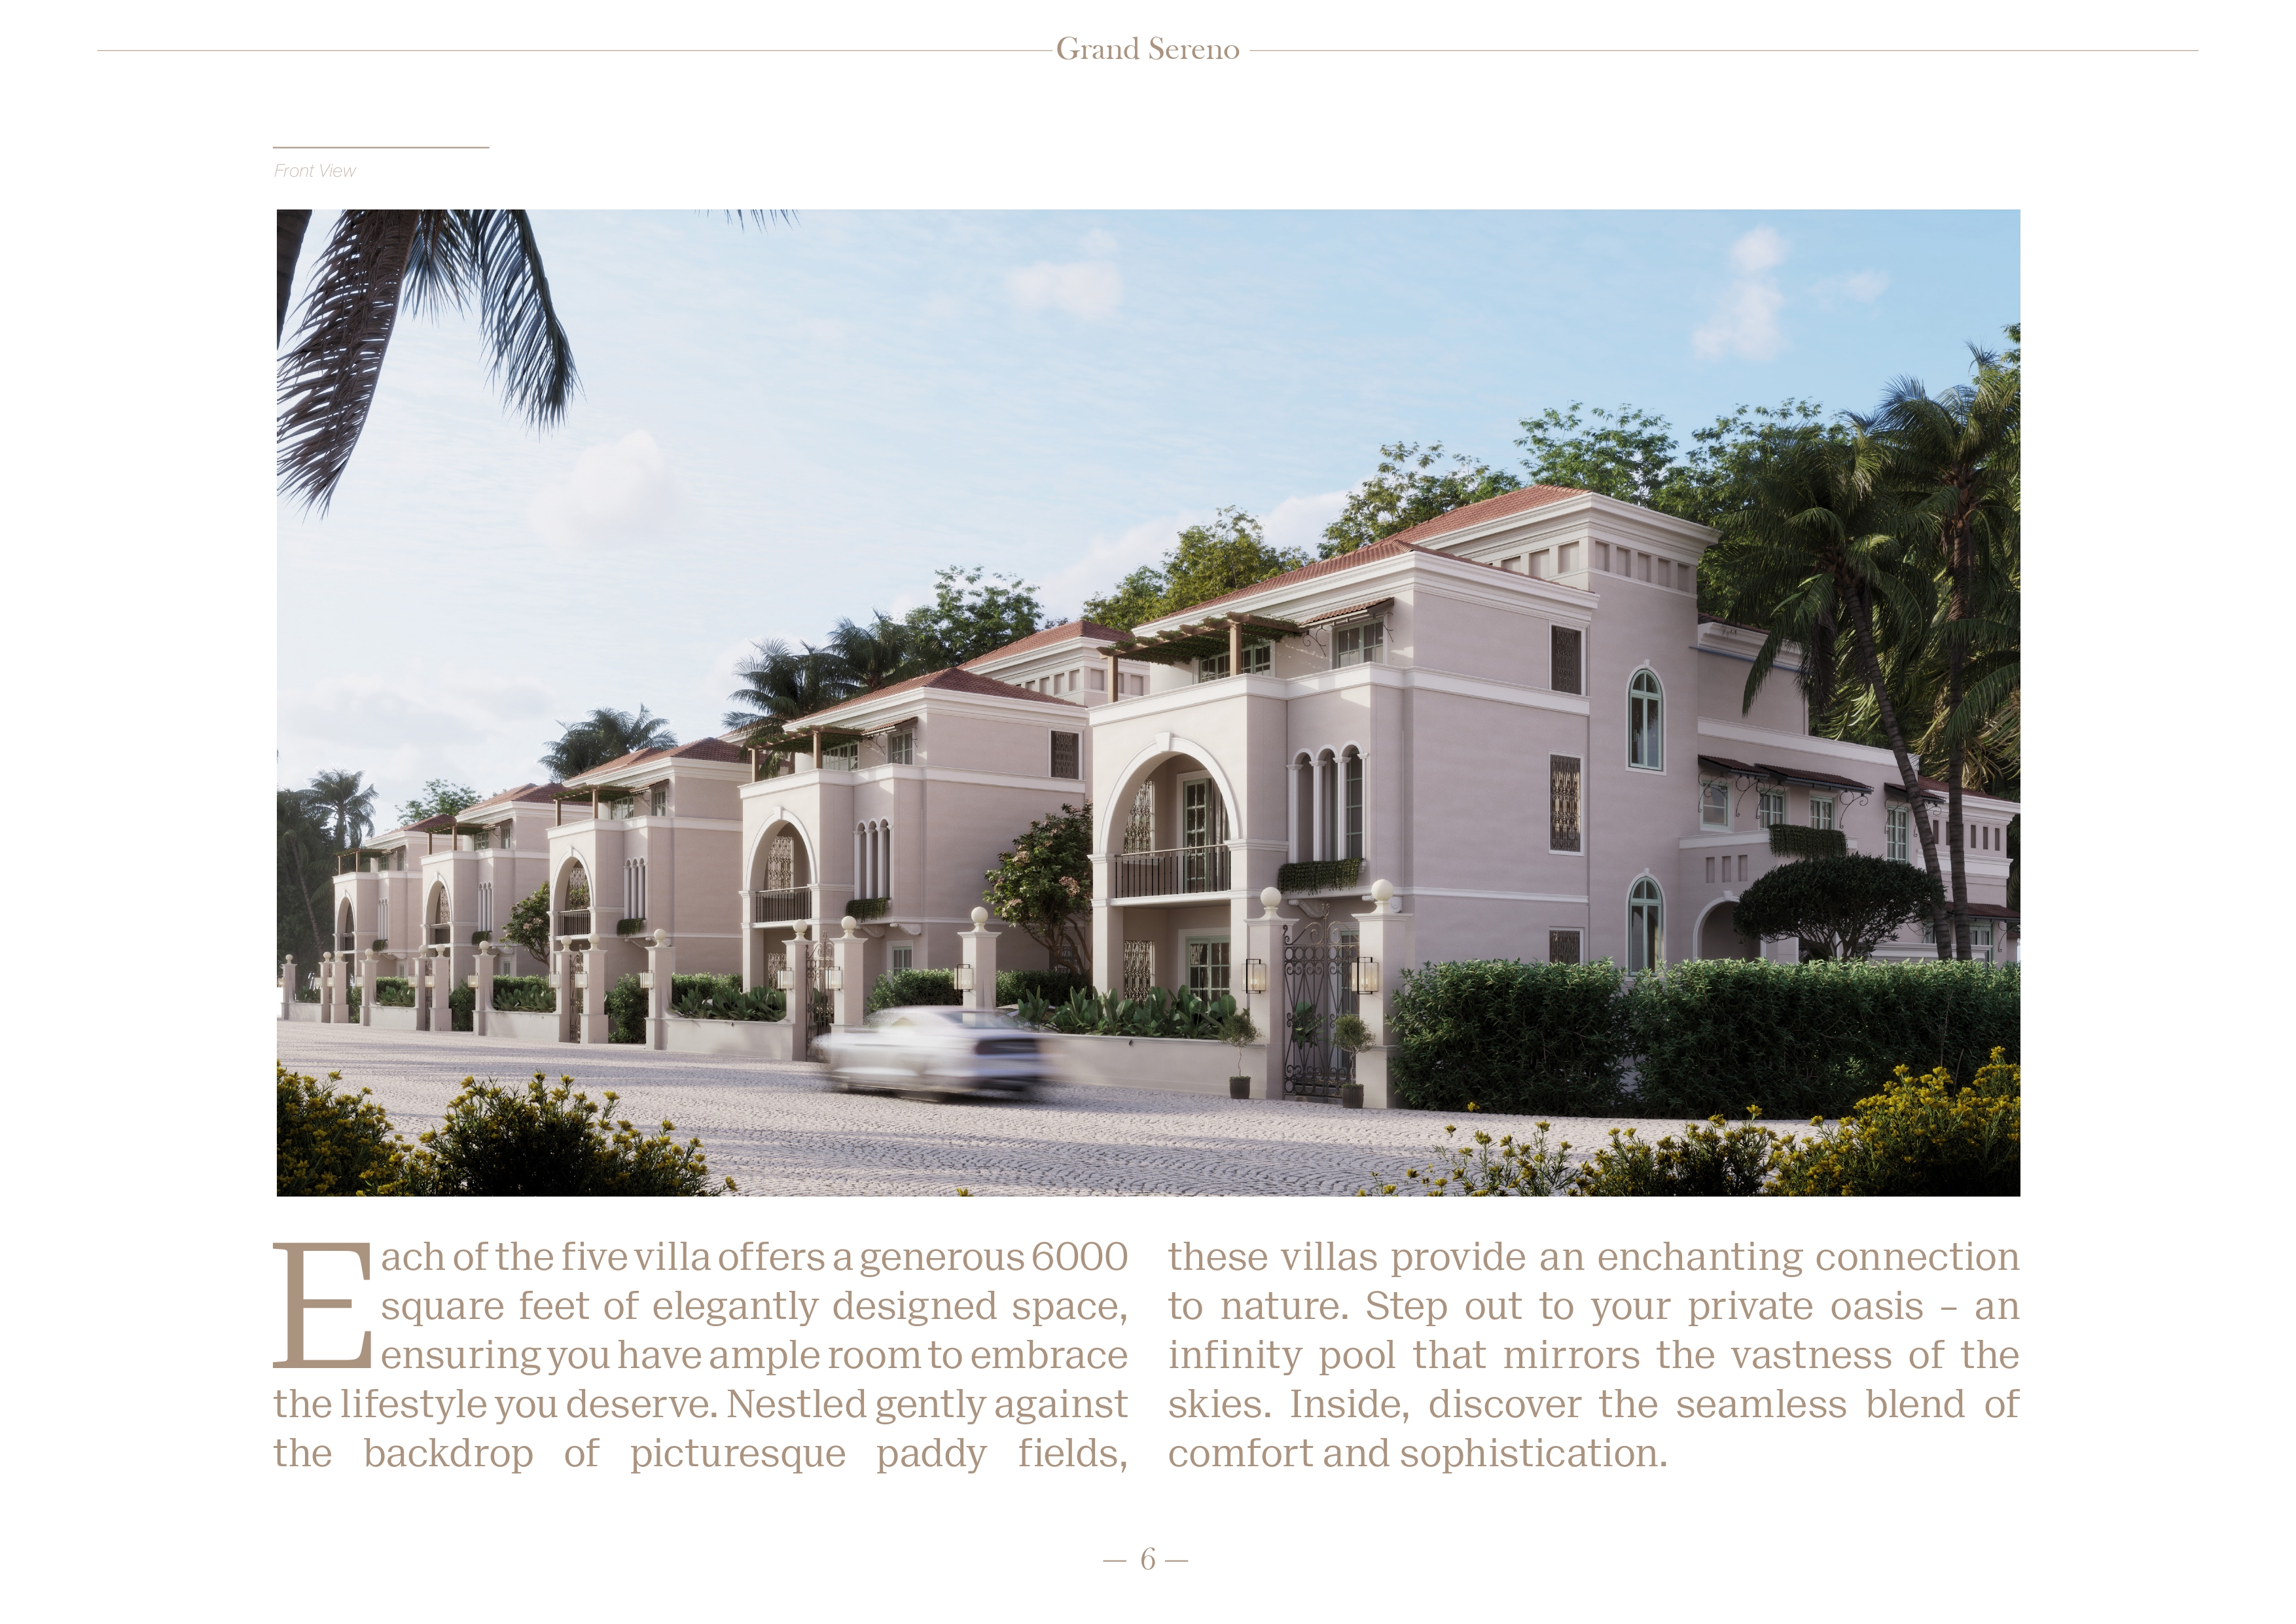 Grand Sereno
Front View
Each of the five villa offers a generous 6000
square feet of elegantly designed space,
ensuring you have ample room to embrace
the lifestyle you deserve. Nestled gently against
the backdrop of picturesque paddy fields,
these villas provide an enchanting connection
to nature. Step out to your private oasis – an
infinity pool that mirrors the vastness of the
skies. Inside, discover the seamless blend of
comfort and sophistication.
— 6 —